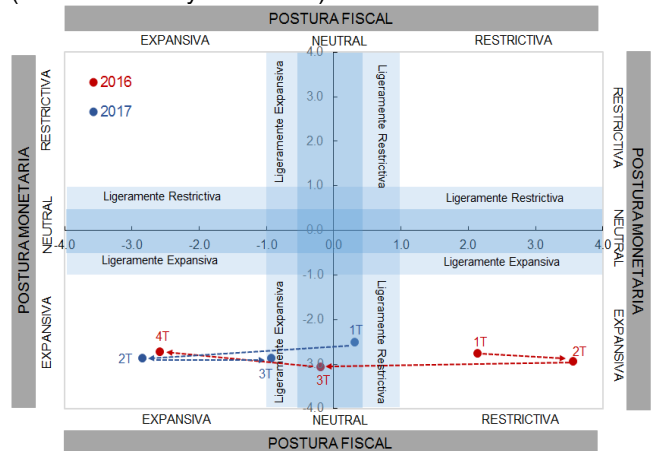 POSTURA FISCAL
EXPANSIVA NEUTRAL RESTRICTIVA
4.0
2016
2017
3.0
2.0
1.0
0.0
-1.0
-2.0
-3.0
-4.0
-4.0 -3.0 -2.0 -1.0 0.0 1.0 2.0 3.0 4.0
POSTURA MONETARIA
RESTRICTIVA
NEUTRAL
EXPANSIVA
Ligeramente Expansiva
Ligeramente Restrictiva
Ligeramente Restrictiva
Ligeramente Restrictiva
Ligeramente Expansiva
Ligeramente Expansiva
Ligeramente Expansiva
Ligeramente Restrictiva
4T
2T
3T
1T
3T
1T
2T
RESTRICTIVA
NEUTRAL
EXPANSIVA
POSTURA MONETARIA
EXPANSIVA NEUTRAL RESTRICTIVA
POSTURA FISCAL